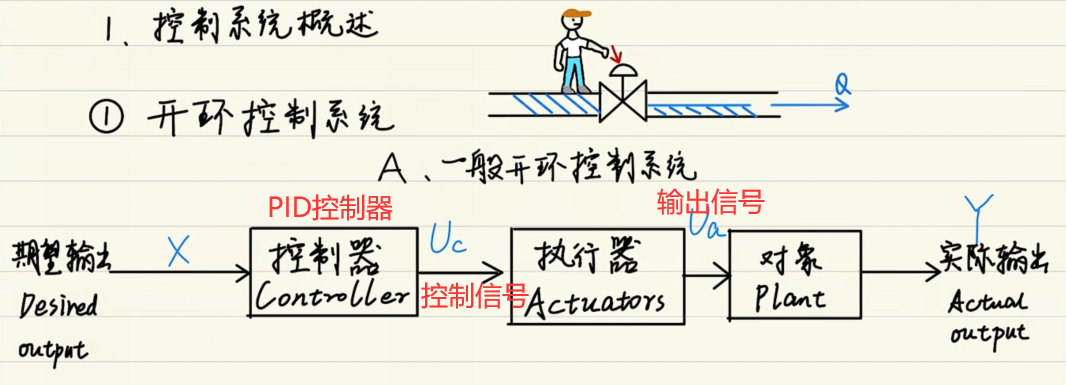 1、控制系统概述
Q
① 开环控制系统
A、一般开环控制系统
PID控制器
输出信号
期望输出
X
控制器
Uc
执行器
Ua
对象
Y
实际输出
Desired
output
Controller
控制信号
Actuators
Plant
Actual
output